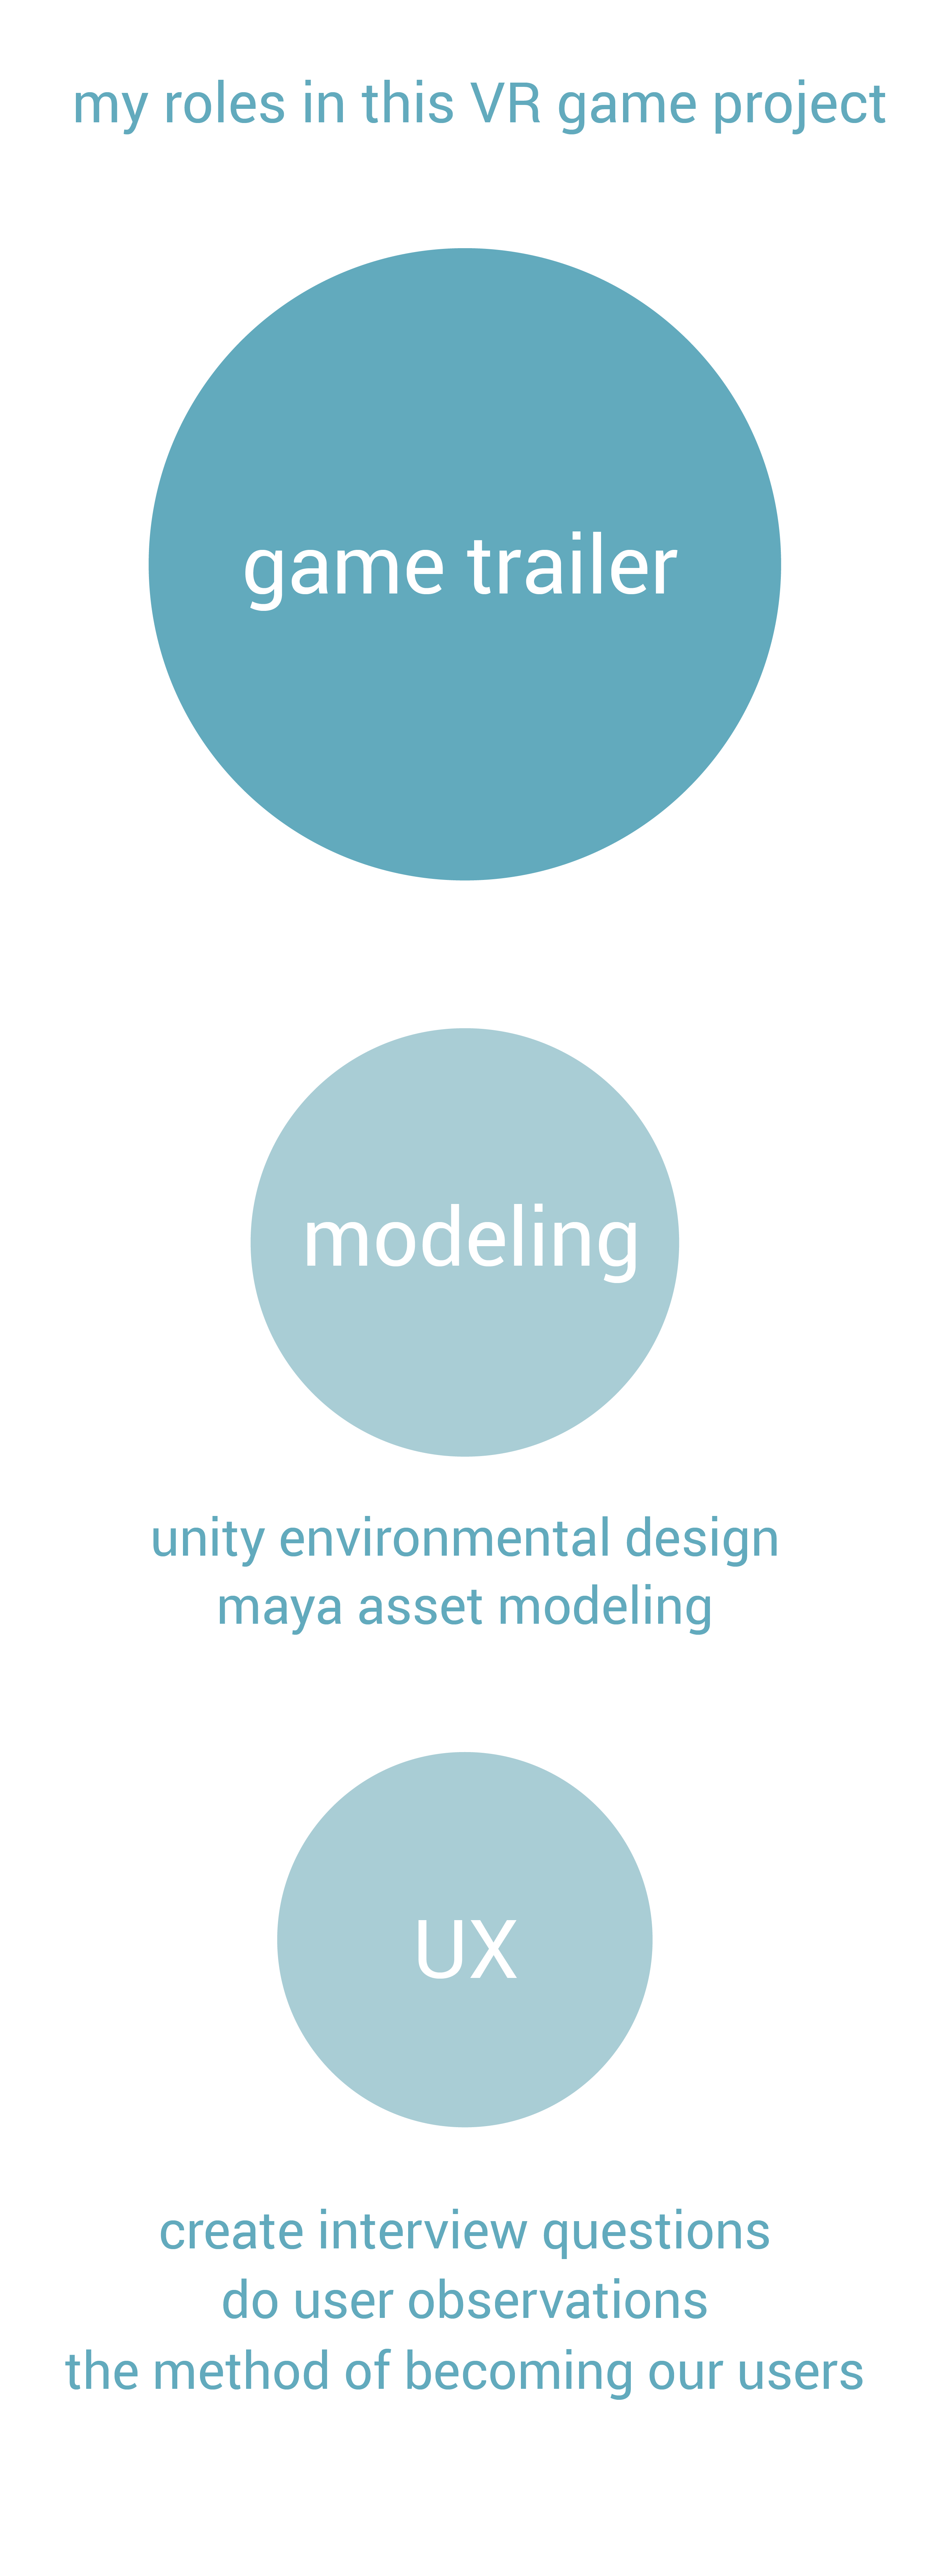 my roles in this VR game project
game trailer
modeling
unity environmental design
maya asset modeling
UX
create interview questions
do user observations
the method of becoming our users